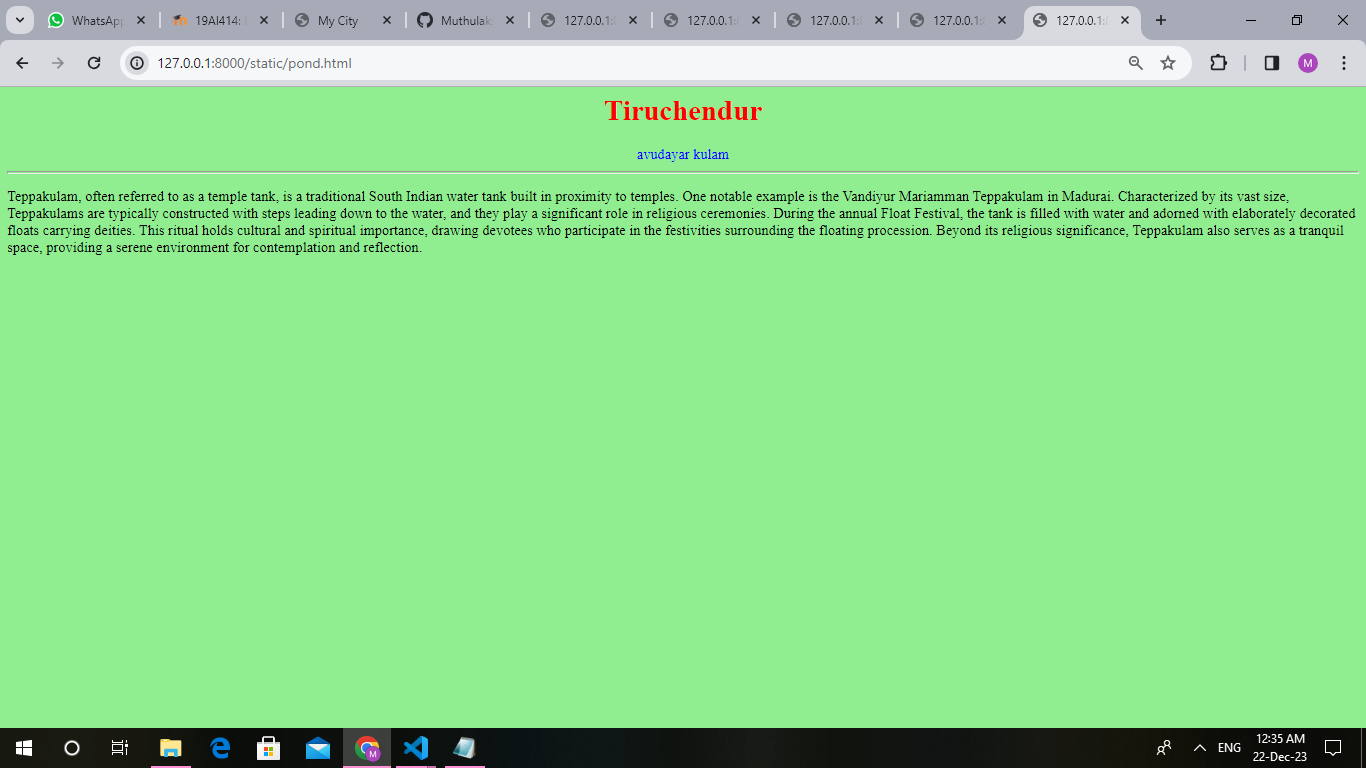 WhatsApp
19AI414:
My City
Muthulak
127.0.0.1:
127.0.0.1:
127.0.0.1:
127.0.0.1:
127.0.0.1:
127.0.0.1:8000/static/pond.html
M
Tiruchendur
avudayar kulam
Teppakulam, often referred to as a temple tank, is a traditional South Indian water tank built in proximity to temples. One notable example is the Vandiyur Mariamman Teppakulam in Madurai. Characterized by its vast size,
Teppakulams are typically constructed with steps leading down to the water, and they play a significant role in religious ceremonies. During the annual Float Festival, the tank is filled with water and adorned with elaborately decorated
floats carrying deities. This ritual holds cultural and spiritual importance, drawing devotees who participate in the festivities surrounding the floating procession. Beyond its religious significance, Teppakulam also serves as a tranquil
space, providing a serene environment for contemplation and reflection.
M
ENG
12:35 AM
22-Dec-23